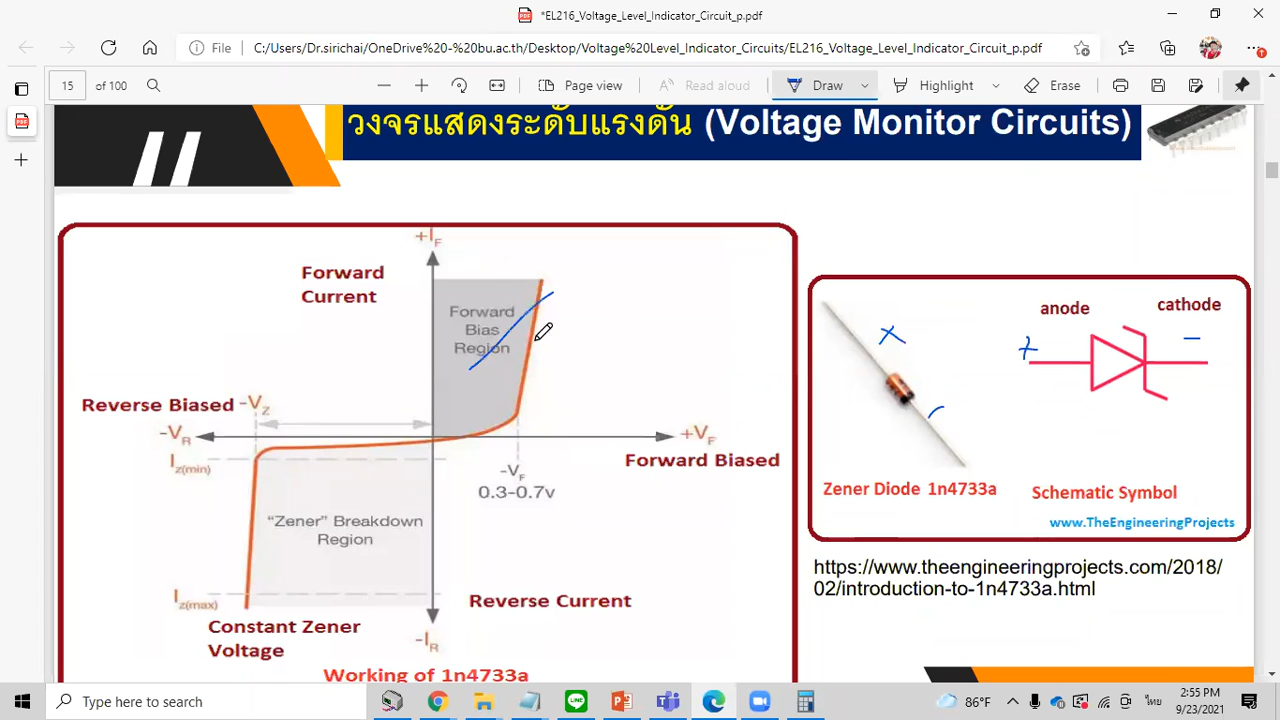 *EL216_Voltage_Level_Indicator_Circuit_p.pdf
File
C:/Users/Dr.sirichai/OneDrive%20-%20bu.ac.th/Desktop/Voltage%20Level_Indicator_Circuits/EL216_Voltage_Level_Indicator_Circuit_p.pdf
15 of 100
Page view
Read aloud
Draw
Highlight
Erase
วงจรแสดงระดับแรงดัน (Voltage Monitor Circuits)
+IF
Forward
Current
Forward
Bias
Region
Reverse Biased
-VZ
-VR
+VF
Forward Biased
Iz(min)
-VF
0.3-0.7v
"Zener" Breakdown
Region
Iz(max)
Reverse Current
Constant Zener
Voltage
-IR
Working of 1n4733a
anode
cathode
+
-
Zener Diode 1n4733a
Schematic Symbol
www.TheEngineeringProjects
https://www.theengineeringprojects.com/2018/
02/introduction-to-1n4733a.html
Type here to search
86°F
ไทย
2:55 PM
9/23/2021